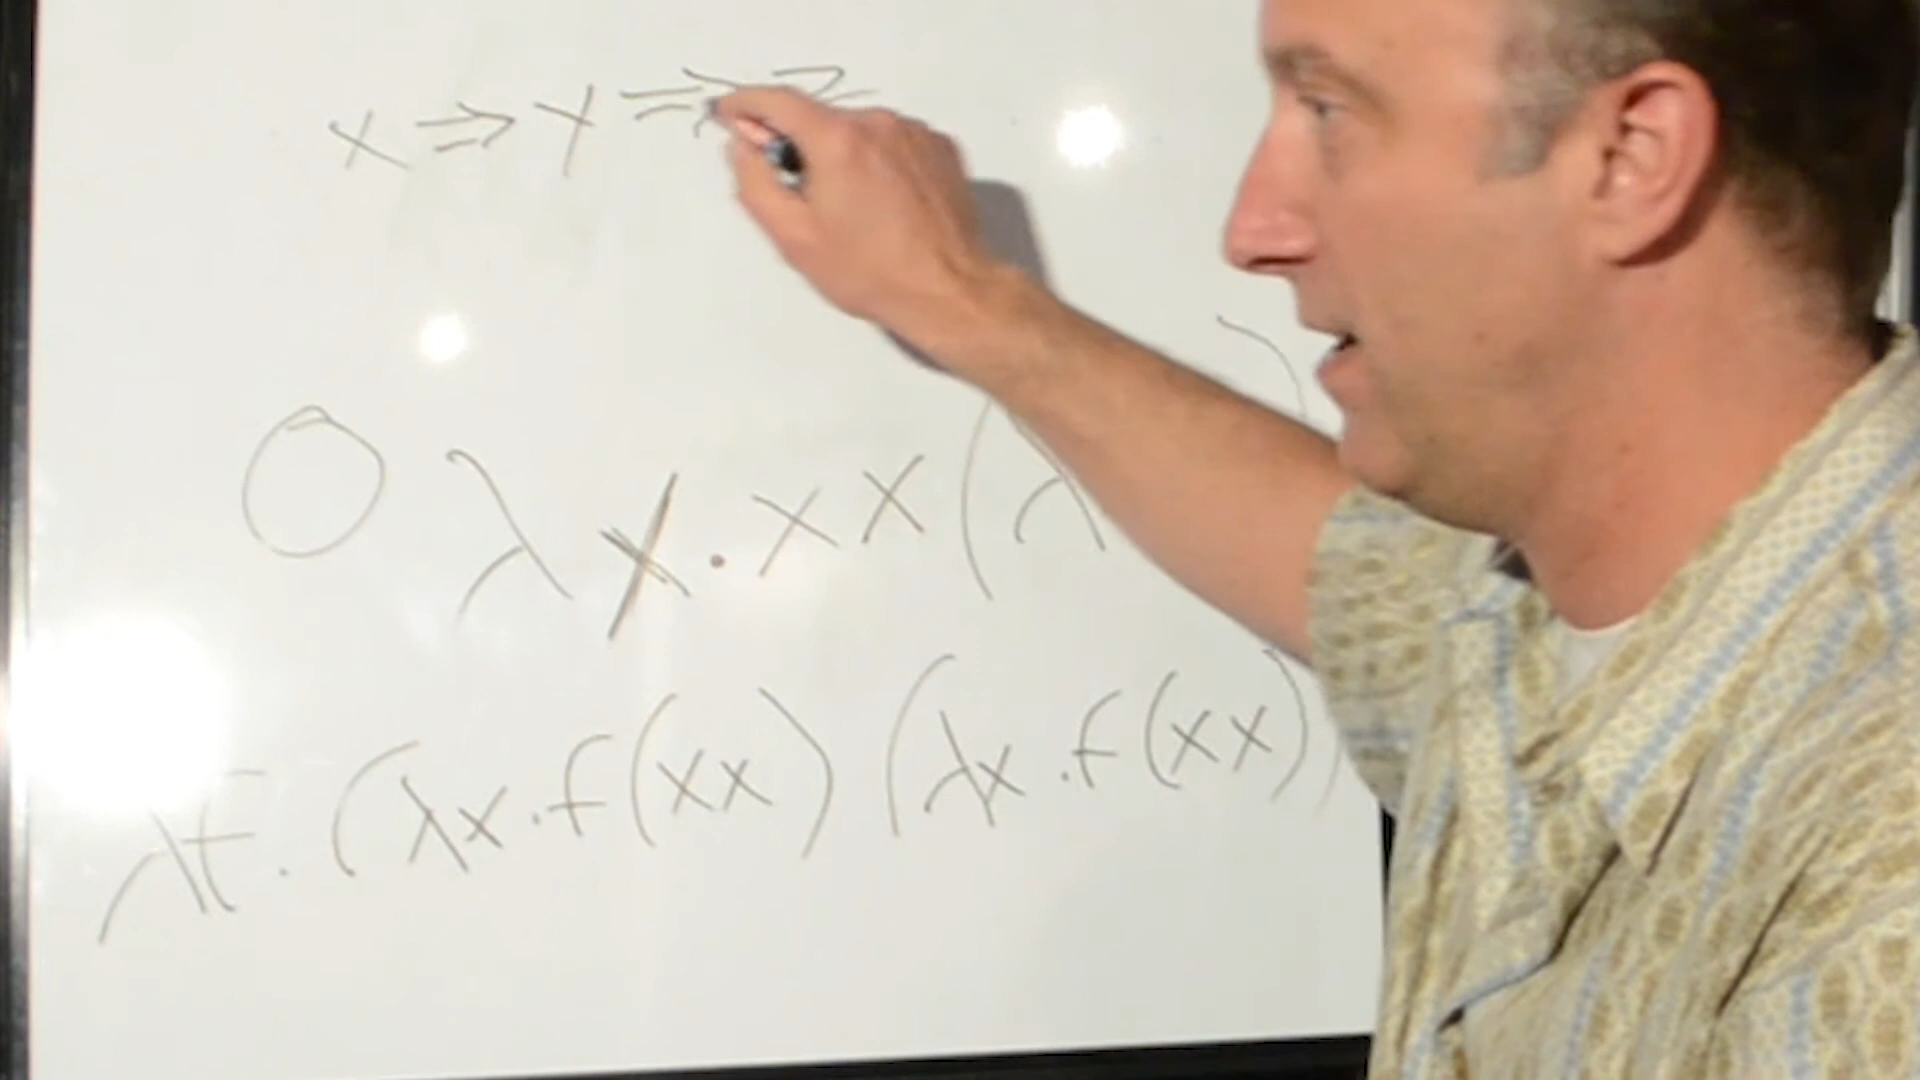 x ⇒ y ⇒ z
O λx.xx(λ )
λf.(λx.f(xx)(λx.f(xx))